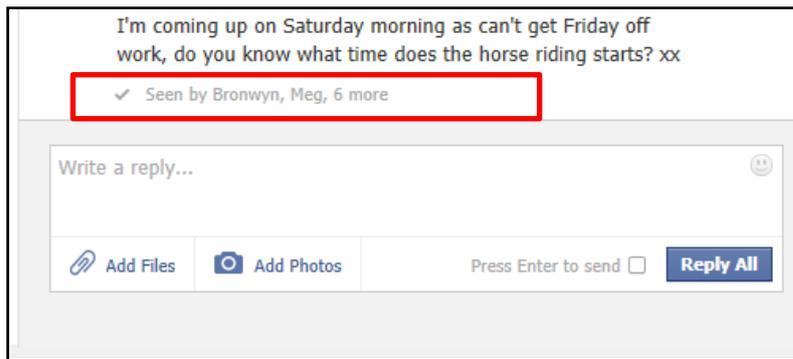 I'm coming up on Saturday morning as can't get Friday off
work, do you know what time does the horse riding starts? xx
✓ Seen by Bronwyn, Meg, 6 more
Write a reply...
Add Files Add Photos Press Enter to send Reply All